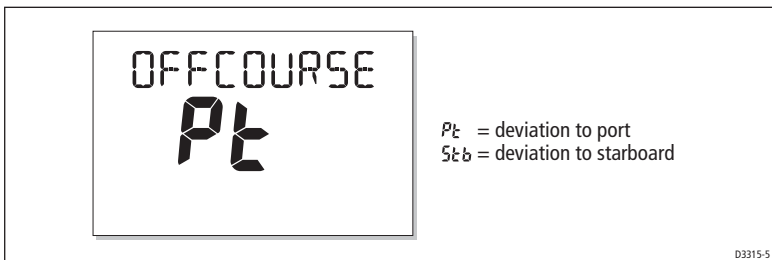 OFFCOURSE
Pt
Pt = deviation to port
Stb = deviation to starboard
D3315-5